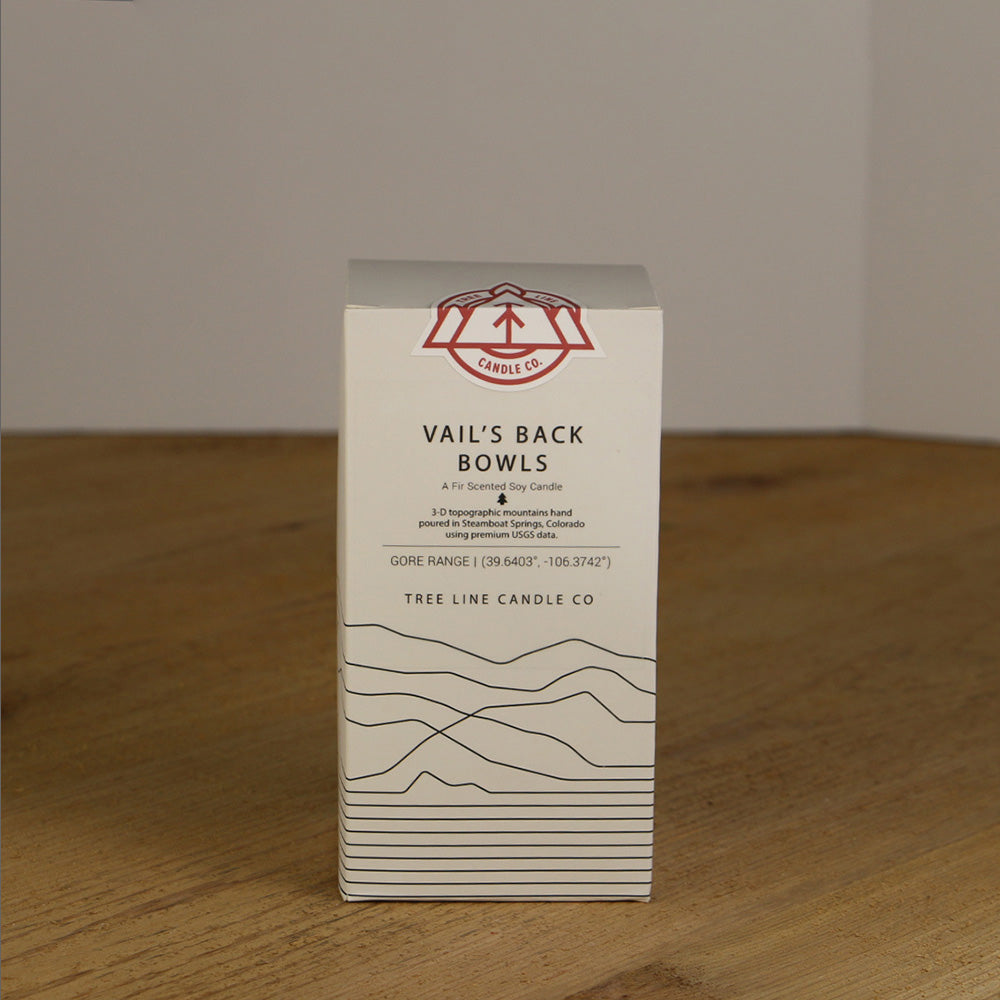 TREE LINE
CANDLE CO.
VAIL'S BACK
BOWLS
A Fir Scented Soy Candle
3-D topographic mountains hand
poured in Steamboat Springs, Colorado
using premium USGS data.
GORE RANGE | (39.6403°, -106.3742°)
TREE LINE CANDLE CO